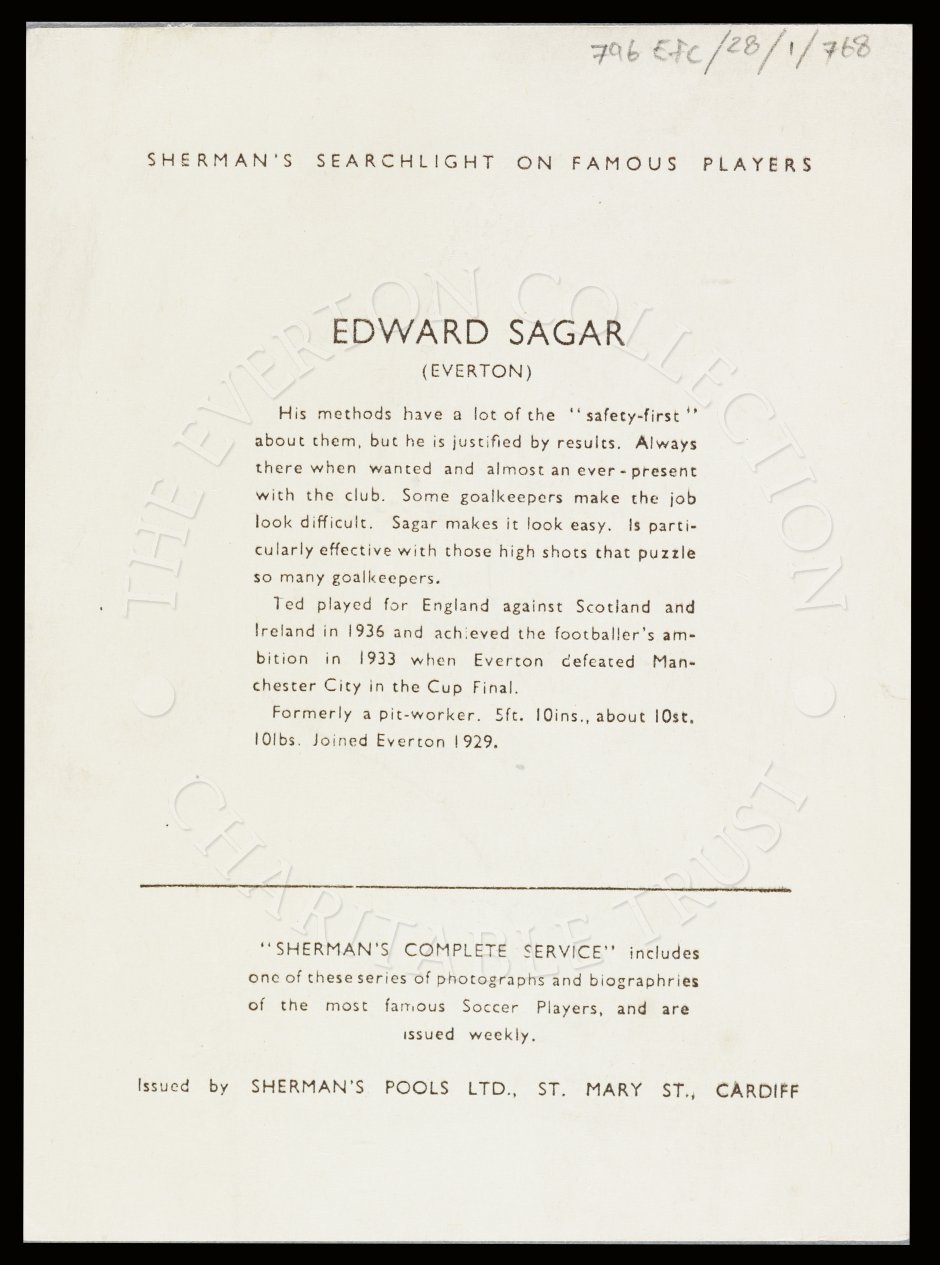 796 EFC/28/1/768
SHERMAN'S SEARCHLIGHT ON FAMOUS PLAYERS
EDWARD SAGAR
(EVERTON)
His methods have a lot of the "safety-first"
about them, but he is justified by results. Always
there when wanted and almost an ever-present
with the club. Some goalkeepers make the job
look difficult. Sagar makes it look easy. Is parti-
cularly effective with those high shots that puzzle
so many goalkeepers.
Ted played for England against Scotland and
Ireland in 1936 and achieved the footballer's am-
bition in 1933 when Everton defeated Man-
chester City in the Cup Final.
Formerly a pit-worker. 5ft. 10ins., about 10st.
10lbs. Joined Everton 1929.
"SHERMAN'S COMPLETE SERVICE" includes
one of these series of photographs and biographries
of the most famous Soccer Players, and are
issued weekly.
Issued by SHERMAN'S POOLS LTD., ST. MARY ST., CARDIFF
THE EVERTON COLLECTION
CHARITABLE TRUST